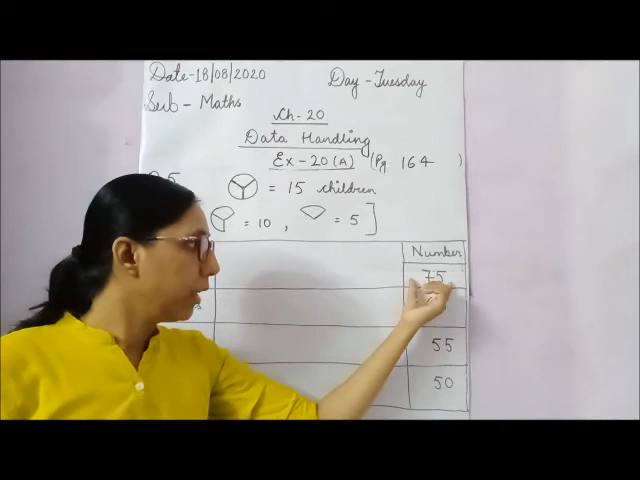 Date-18/08/2020 Day-Tuesday
Sub - Maths
Ch-20
Data Handling
Ex-20(A) (Pg 164 )
= 15 children
= 10 , = 5 ]
Number
75
55
50